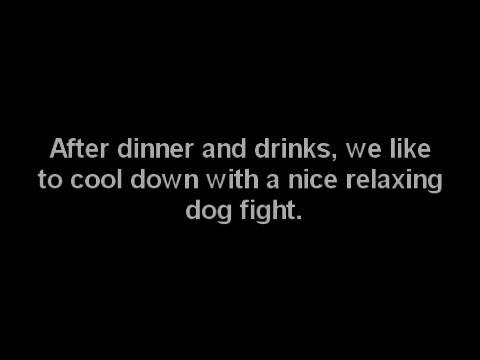 After dinner and drinks, we like
to cool down with a nice relaxing
dog fight.